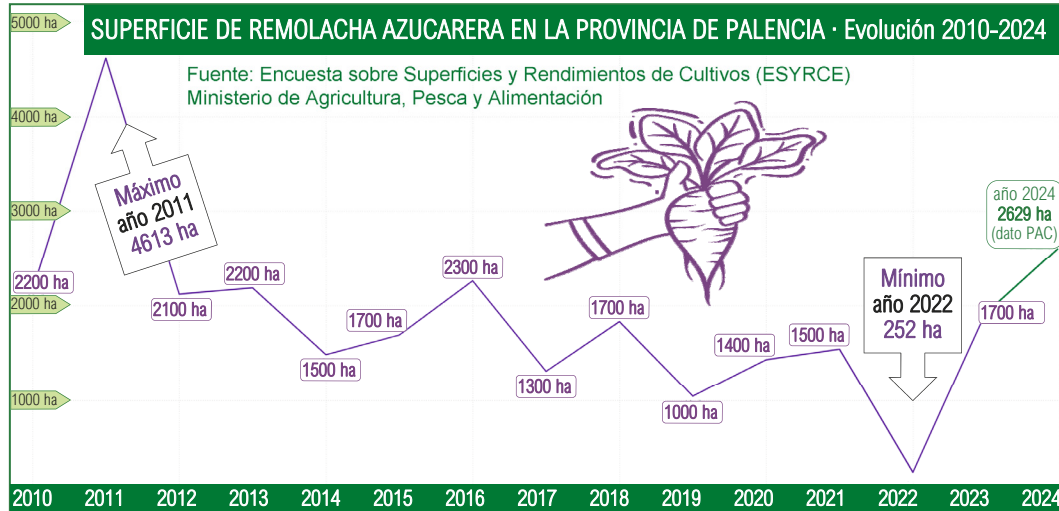 SUPERFICIE DE REMOLACHA AZUCARERA EN LA PROVINCIA DE PALENCIA · Evolución 2010-2024
Fuente: Encuesta sobre Superficies y Rendimientos de Cultivos (ESYRCE)
Ministerio de Agricultura, Pesca y Alimentación
5000 ha
4000 ha
3000 ha
2000 ha
1000 ha
2200 ha
Máximo
año 2011
4613 ha
2100 ha
2200 ha
1500 ha
1700 ha
2300 ha
1300 ha
1700 ha
1000 ha
1400 ha
1500 ha
Mínimo
año 2022
252 ha
1700 ha
año 2024
2629 ha
(dato PAC)
2010 2011 2012 2013 2014 2015 2016 2017 2018 2019 2020 2021 2022 2023 2024